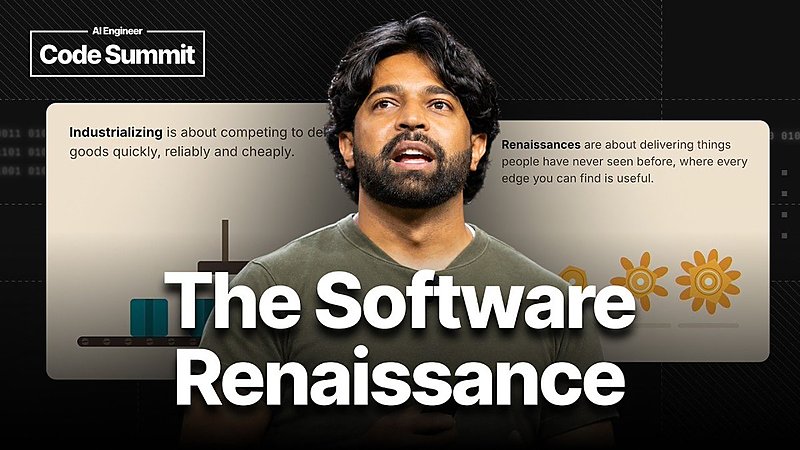 AI Engineer
Code Summit
Industrializing is about competing to
goods quickly, reliably and cheaply.
Renaissances are about delivering things
people have never seen before, where every
edge you can find is useful.
The Software
Renaissance